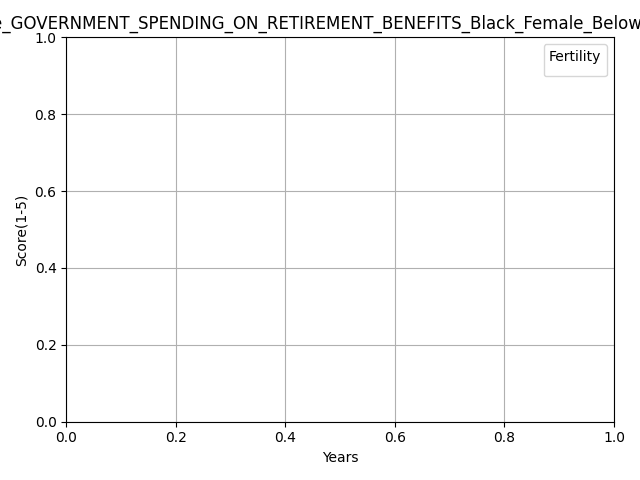 e_GOVERNMENT_SPENDING_ON_RETIREMENT_BENEFITS_Black_Female_Below
Fertility
1.0
0.8
0.6
0.4
0.2
0.0
Score(1-5)
0.0 0.2 0.4 0.6 0.8 1.0
Years